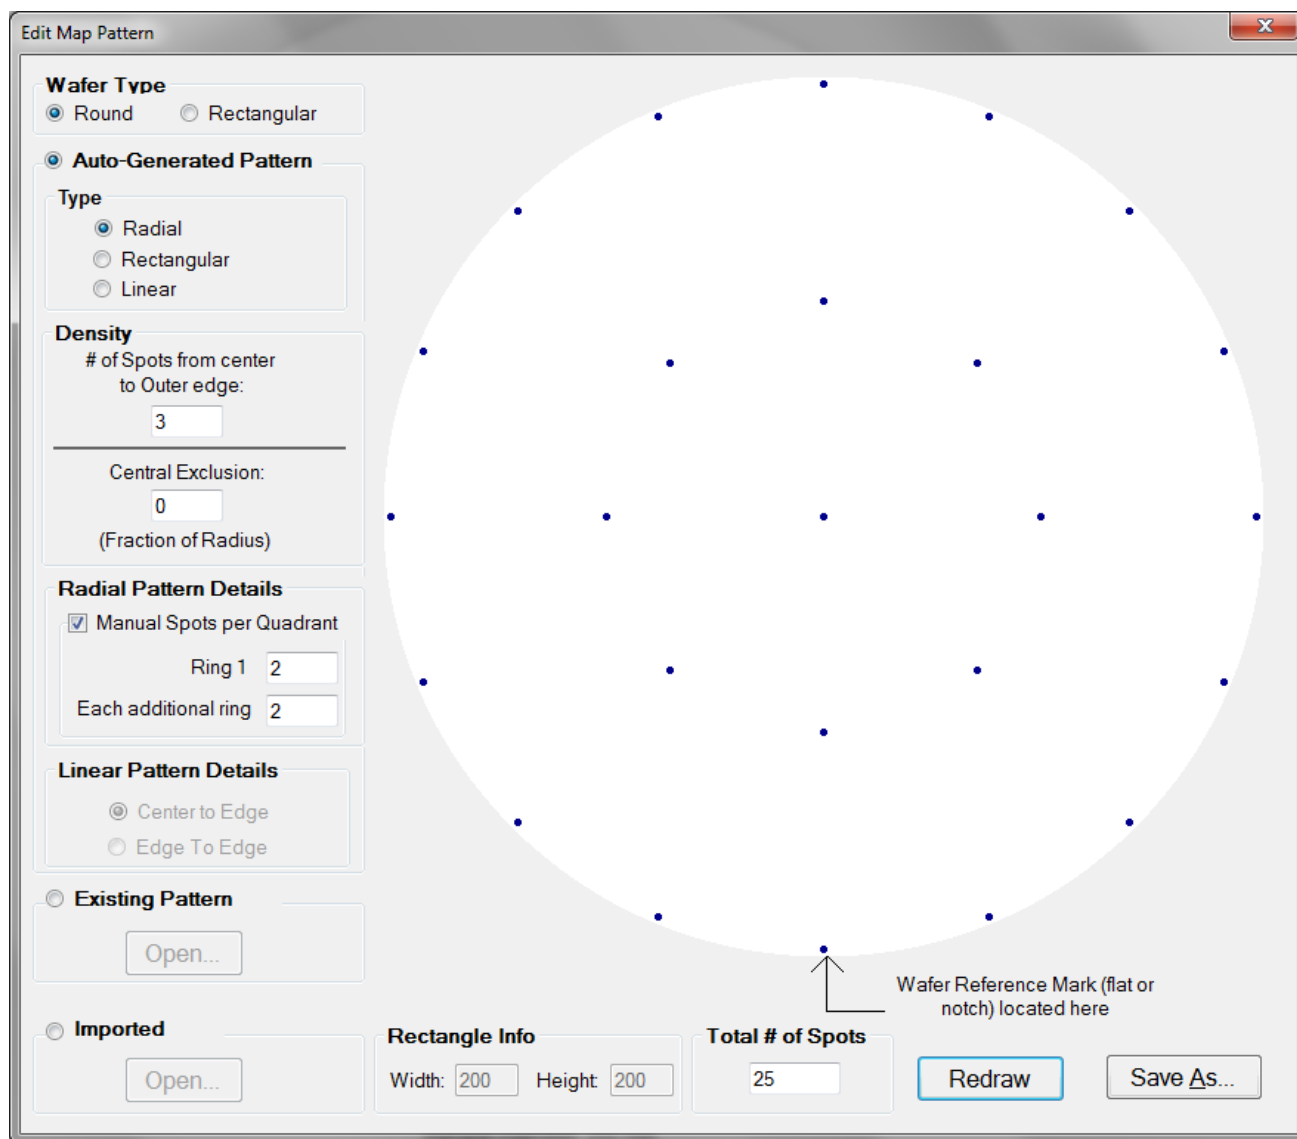 Edit Map Pattern
Wafer Type
Round Rectangular
Auto-Generated Pattern
Type
Radial
Rectangular
Linear
Density
# of Spots from center
to Outer edge:
3
Central Exclusion:
0
(Fraction of Radius)
Radial Pattern Details
Manual Spots per Quadrant
Ring 1 2
Each additional ring 2
Linear Pattern Details
Center to Edge
Edge To Edge
Existing Pattern
Open...
Wafer Reference Mark (flat or
notch) located here
Imported
Open...
Rectangle Info
Width: 200 Height: 200
Total # of Spots
25
Redraw
Save As...